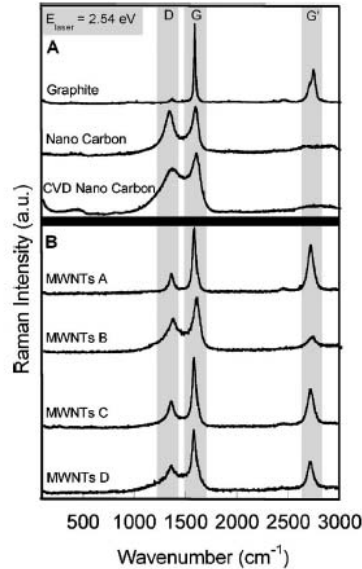 E laser = 2.54 eV
D
G
G'
A
Graphite
Nano Carbon
CVD Nano Carbon
B
MWNTs A
MWNTs B
MWNTs C
MWNTs D
Raman Intensity (a.u.)
500 1000 1500 2000 2500 3000
Wavenumber (cm⁻¹)